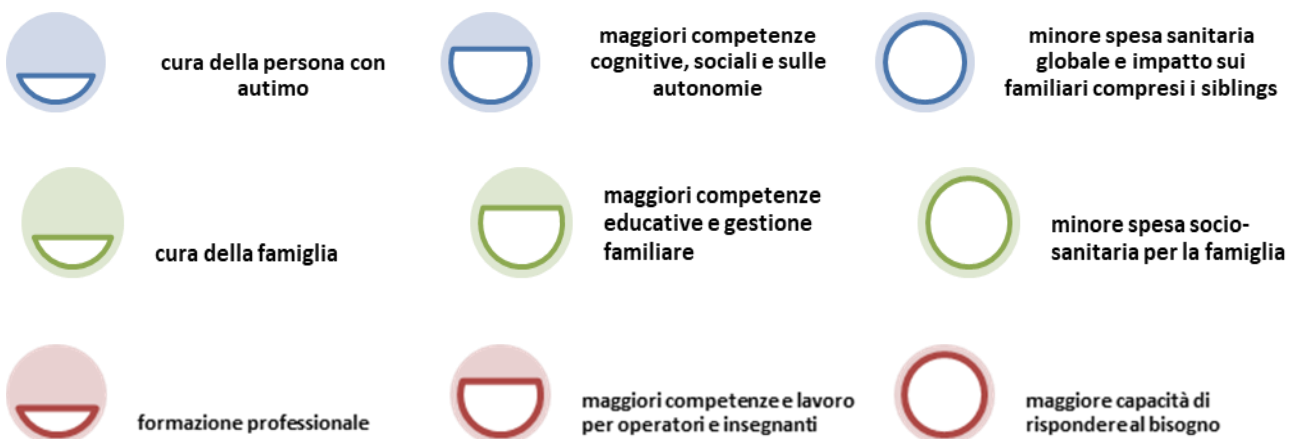 cura della persona con
autimo
maggiori competenze
cognitive, sociali e sulle
autonomie
minore spesa sanitaria
globale e impatto sui
familiari compresi i siblings
cura della famiglia
maggiori competenze
educative e gestione
familiare
minore spesa socio-
sanitaria per la famiglia
formazione professionale
maggiori competenze e lavoro
per operatori e insegnanti
maggiore capacità di
rispondere al bisogno